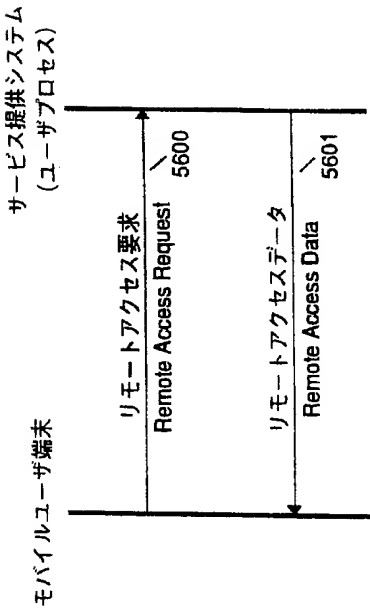 モバイルユーザ端末
サービス提供システム
(ユーザプロセス)
リモートアクセス要求
Remote Access Request
5600
リモートアクセスデータ
Remote Access Data
5601